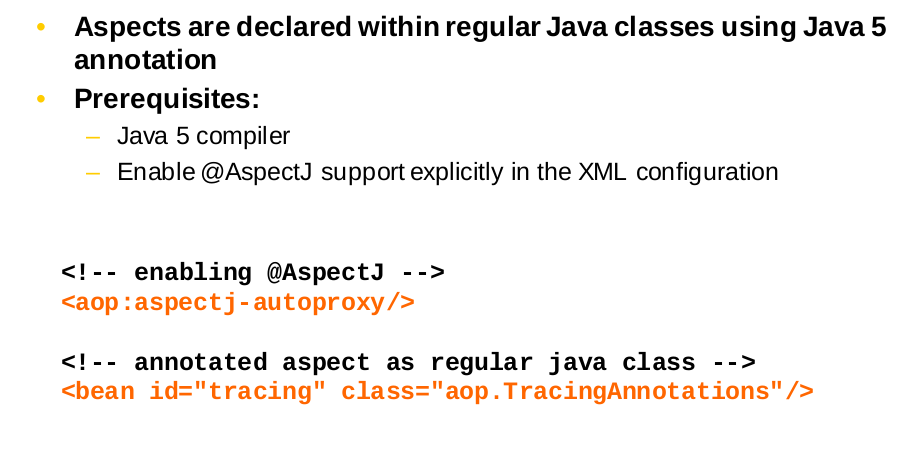 • Aspects are declared within regular Java classes using Java 5
annotation
• Prerequisites:
– Java 5 compiler
– Enable @AspectJ support explicitly in the XML configuration
<!-- enabling @AspectJ -->
<aop:aspectj-autoproxy/>
<!-- annotated aspect as regular java class -->
<bean id="tracing" class="aop.TracingAnnotations"/>